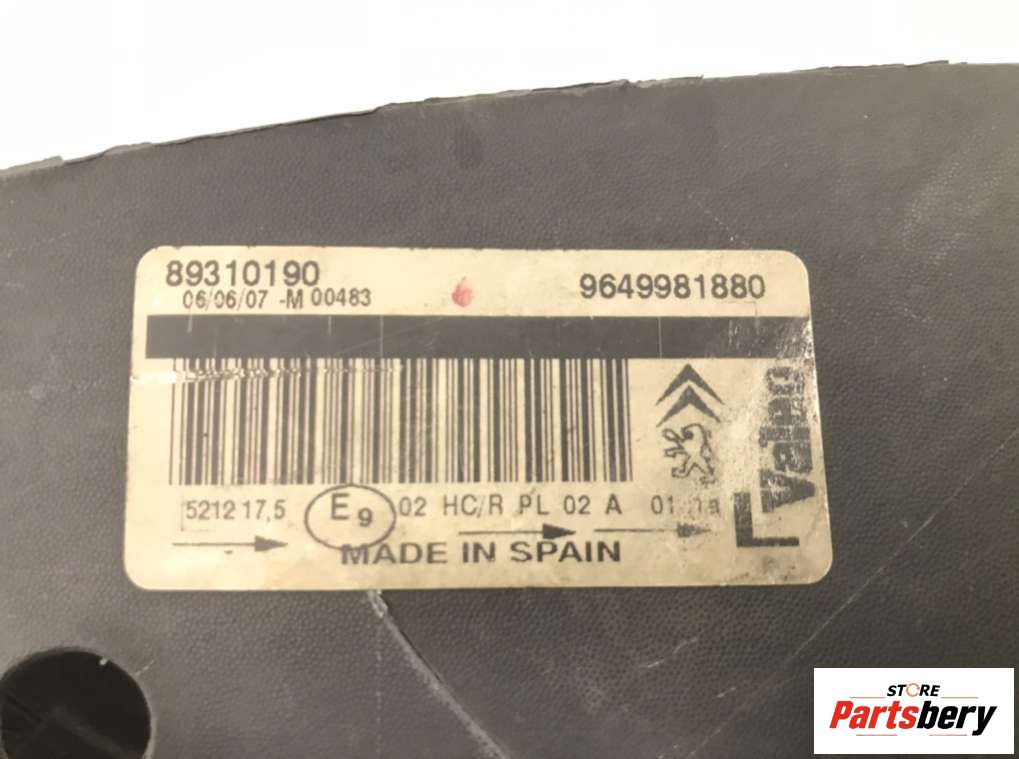 89310190
06/06/07 -M 00483
9649981880
5212 17,5
E9
02 HC/R PL 02 A 01
MADE IN SPAIN
L
STORE
Partsbery